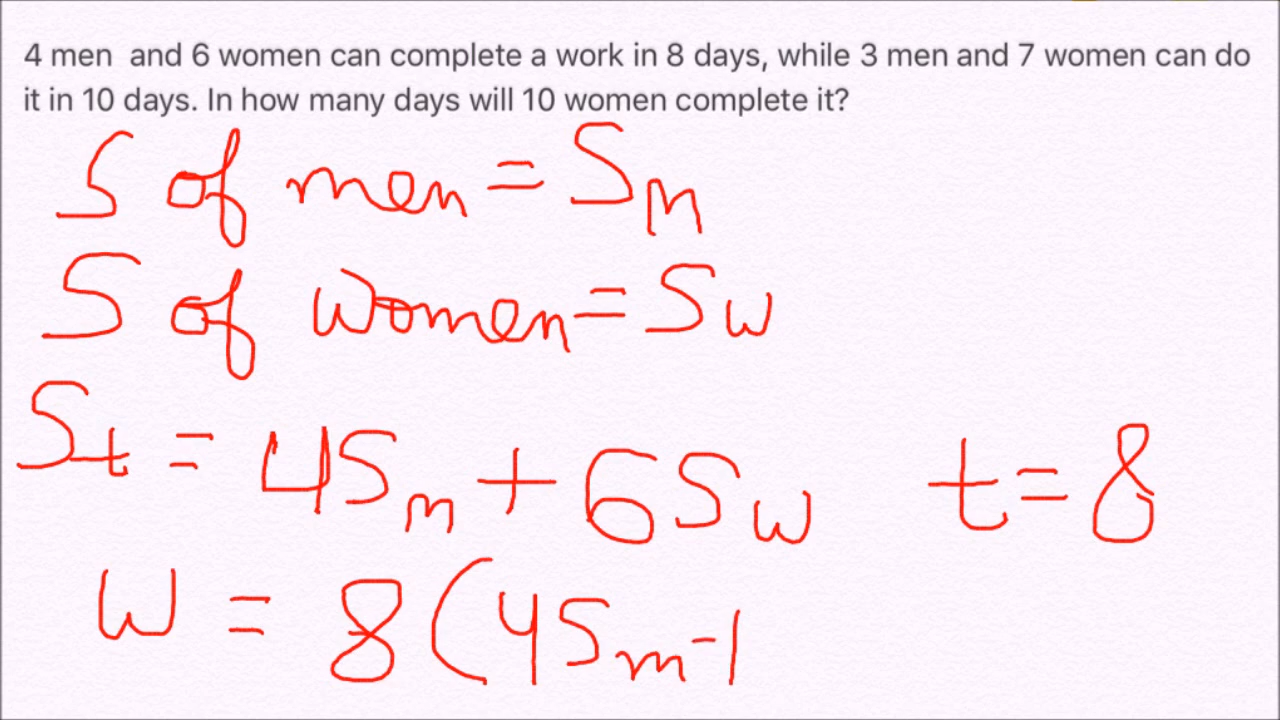 4 men and 6 women can complete a work in 8 days, while 3 men and 7 women can do
it in 10 days. In how many days will 10 women complete it?
S of men = Sm
S of women = Sw
St = 4Sm + 6Sw t = 8
W = 8(4Sm